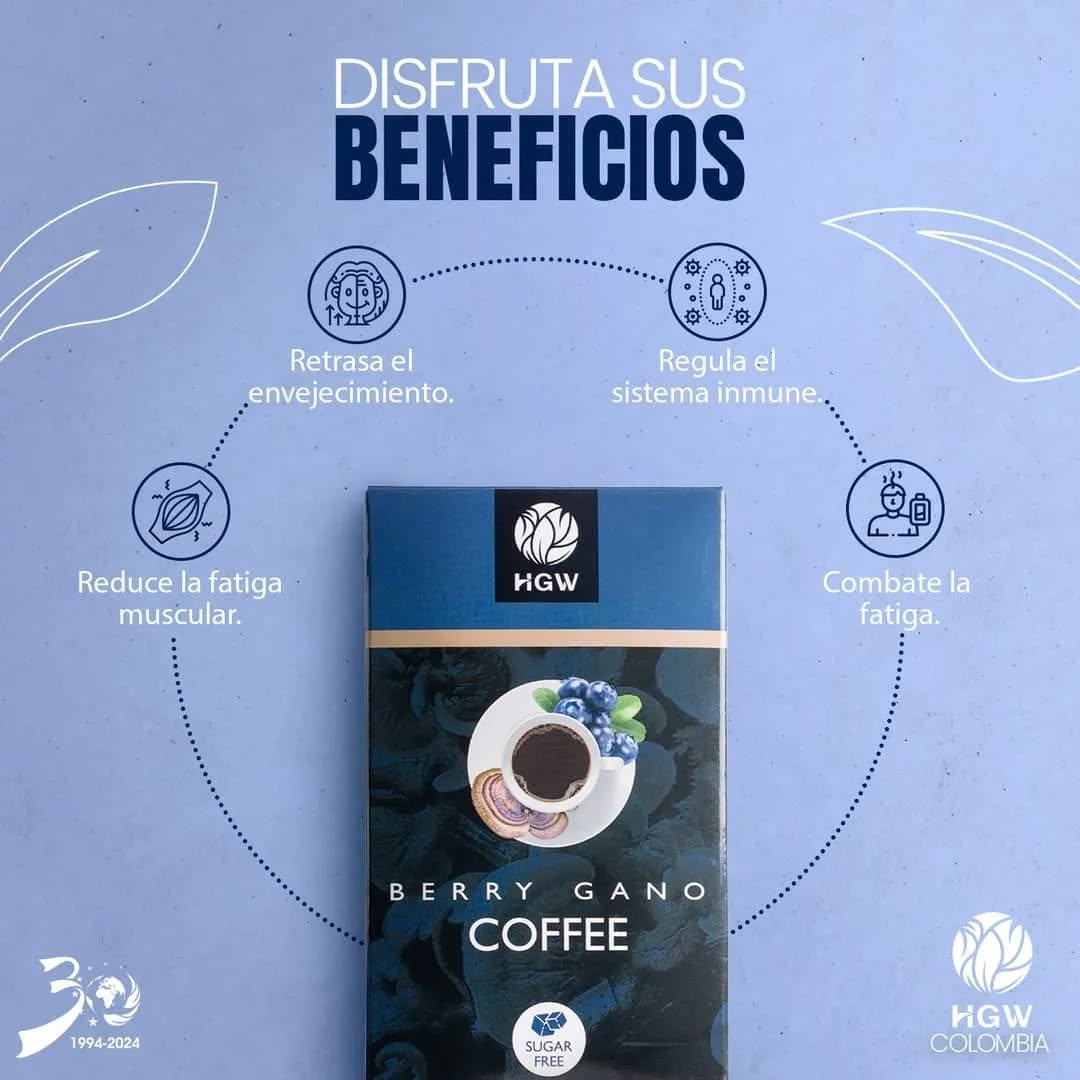 DISFRUTA SUS
BENEFICIOS
Retrasa el
envejecimiento.
Regula el
sistema inmune.
Reduce la fatiga
muscular.
Combate la
fatiga.
HGW
BERRY GANO
COFFEE
SUGAR
FREE
30
1994-2024
HGW
COLOMBIA